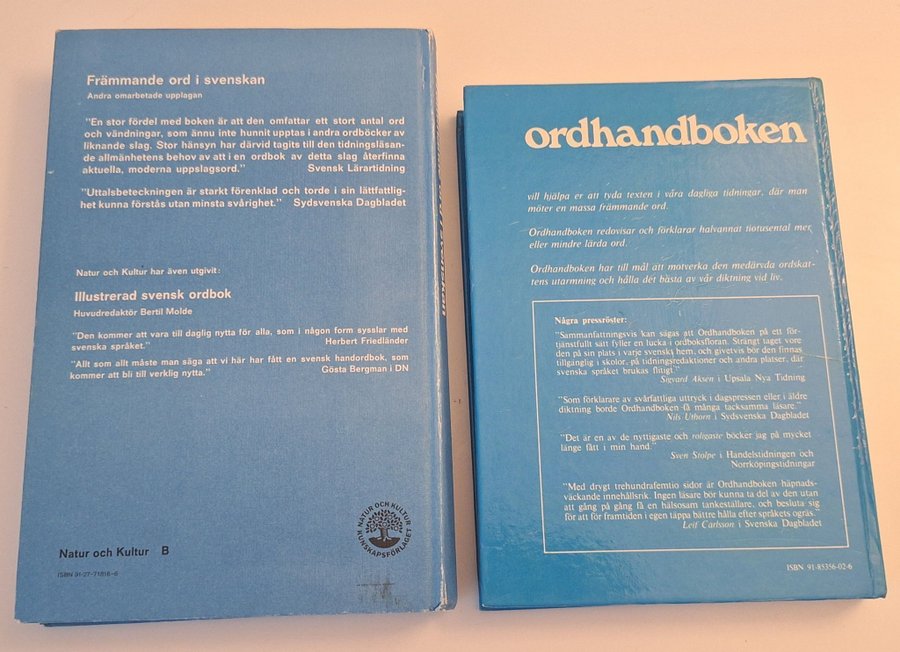 Främmande ord i svenskan
Andra omarbetade upplagan
"En stor fördel med boken är att den omfattar ett stort antal ord
och vändningar, som ännu inte hunnit upptas i andra ordböcker av
liknande slag. Stor hänsyn har därvid tagits till den tidningsläsan-
de allmänhetens behov av att i en ordbok av detta slag återfinna
aktuella, moderna uppslagsord." Svensk Lärartidning
"Uttalsbeteckningen är starkt förenklad och torde i sin lättfattlig-
het kunna förstås utan minsta svårighet." Sydsvenska Dagbladet
Natur och Kultur har även utgivit:
Illustrerad svensk ordbok
Huvudredaktör Bertil Molde
"Den kommer att vara till daglig nytta för alla, som i någon form sysslar med
svenska språket." Herbert Friedländer
"Allt som allt måste man säga att vi här har fått en svensk handordbok, som
kommer att bli till verklig nytta." Gösta Bergman i DN
NATUR OCH KULTUR
KUNSKAPSFÖRLAGET
Natur och Kultur B
ISBN 91-27-71818-6
ordhandboken
vill hjälpa er att tyda texten i våra dagliga tidningar, där man
möter en massa främmande ord.
Ordhandboken redovisar och förklarar halvannat tiotusental mer
eller mindre lärda ord.
Ordhandboken har till mål att motverka den medärvda ordskat-
tens utarmning och hålla det bästa av vår diktning vid liv.
Några pressröster:
"Sammanfattningsvis kan sägas att Ordhandboken på ett för-
tjänstfullt sätt fyller en lucka i ordboksfloran. Strängt taget vore
den på sin plats i varje svenskt hem, och givetvis bör den finnas
tillgänglig i skolor, på tidningsredaktioner och andra platser, där
svenska språket brukas flitigt."
Sigvard Aksen i Upsala Nya Tidning
"Som förklarare av svårfattliga uttryck i dagspressen eller i äldre
diktning borde Ordhandboken få många tacksamma läsare."
Nils Uthorn i Sydsvenska Dagbladet
"Det är en av de nyttigaste och roligaste böcker jag på mycket
länge fått i min hand."
Sven Stolpe i Handelstidningen och
Norrköpingstidningar
"Med drygt trehundrafemtio sidor är Ordhandboken häpnads-
väckande innehållsrik. Ingen läsare bör kunna ta del av den utan
att gång på gång få en hälsosam tankeställare, och besluta sig
för att för framtiden i egen täppa bättre hålla efter språkets ogräs."
Leif Carlsson i Svenska Dagbladet
ISBN 91-85356-02-6